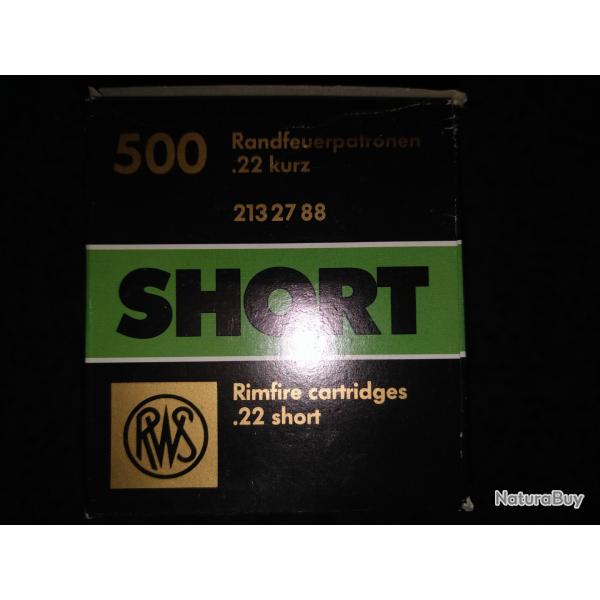 500
Randfeuerpatronen
.22 kurz
213 27 88
SHORT
RWS
Rimfire cartridges
.22 short
NaturaBuy